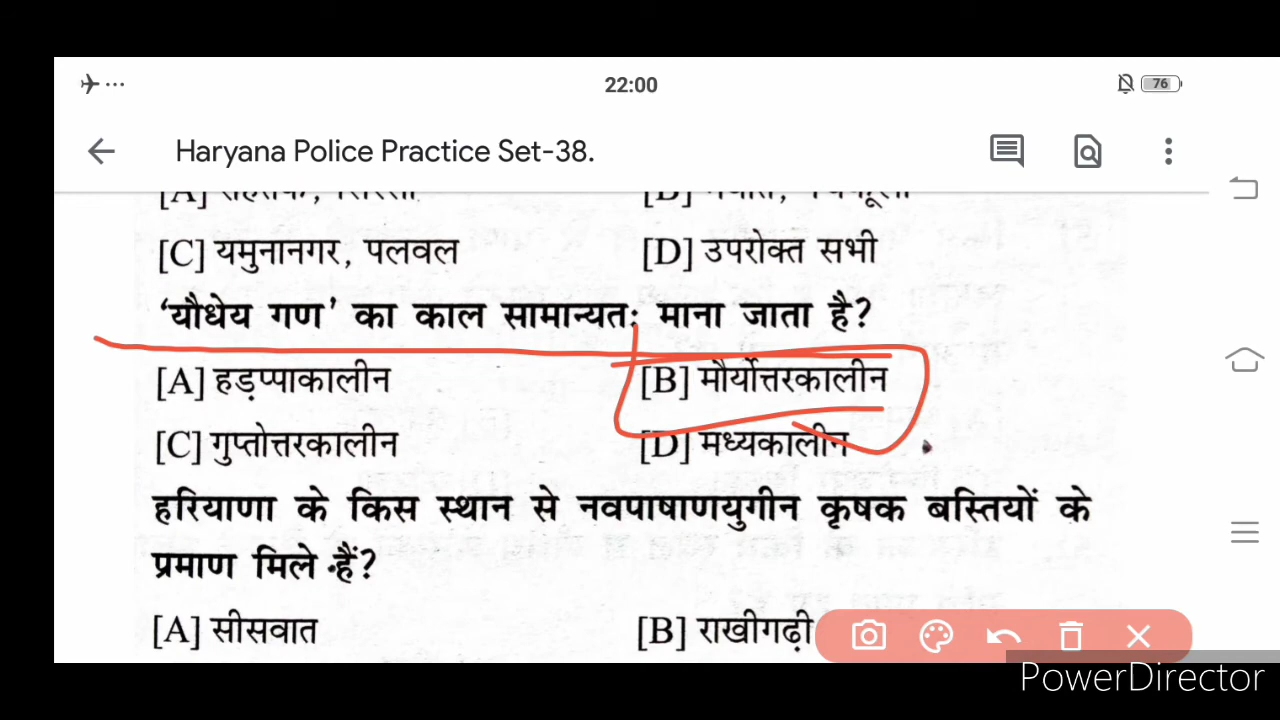 22:00
76
Haryana Police Practice Set-38.
[A]
[C] यमुनानगर, पलवल [D] उपरोक्त सभी
‘यौधेय गण’ का काल सामान्यतः माना जाता है?
[A] हड़प्पाकालीन [B] मौर्योत्तरकालीन
[C] गुप्तोत्तरकालीन [D] मध्यकालीन
हरियाणा के किस स्थान से नवपाषाणयुगीन कृषक बस्तियों के
प्रमाण मिले हैं?
[A] सीसवात [B] राखीगढ़ी
PowerDirector